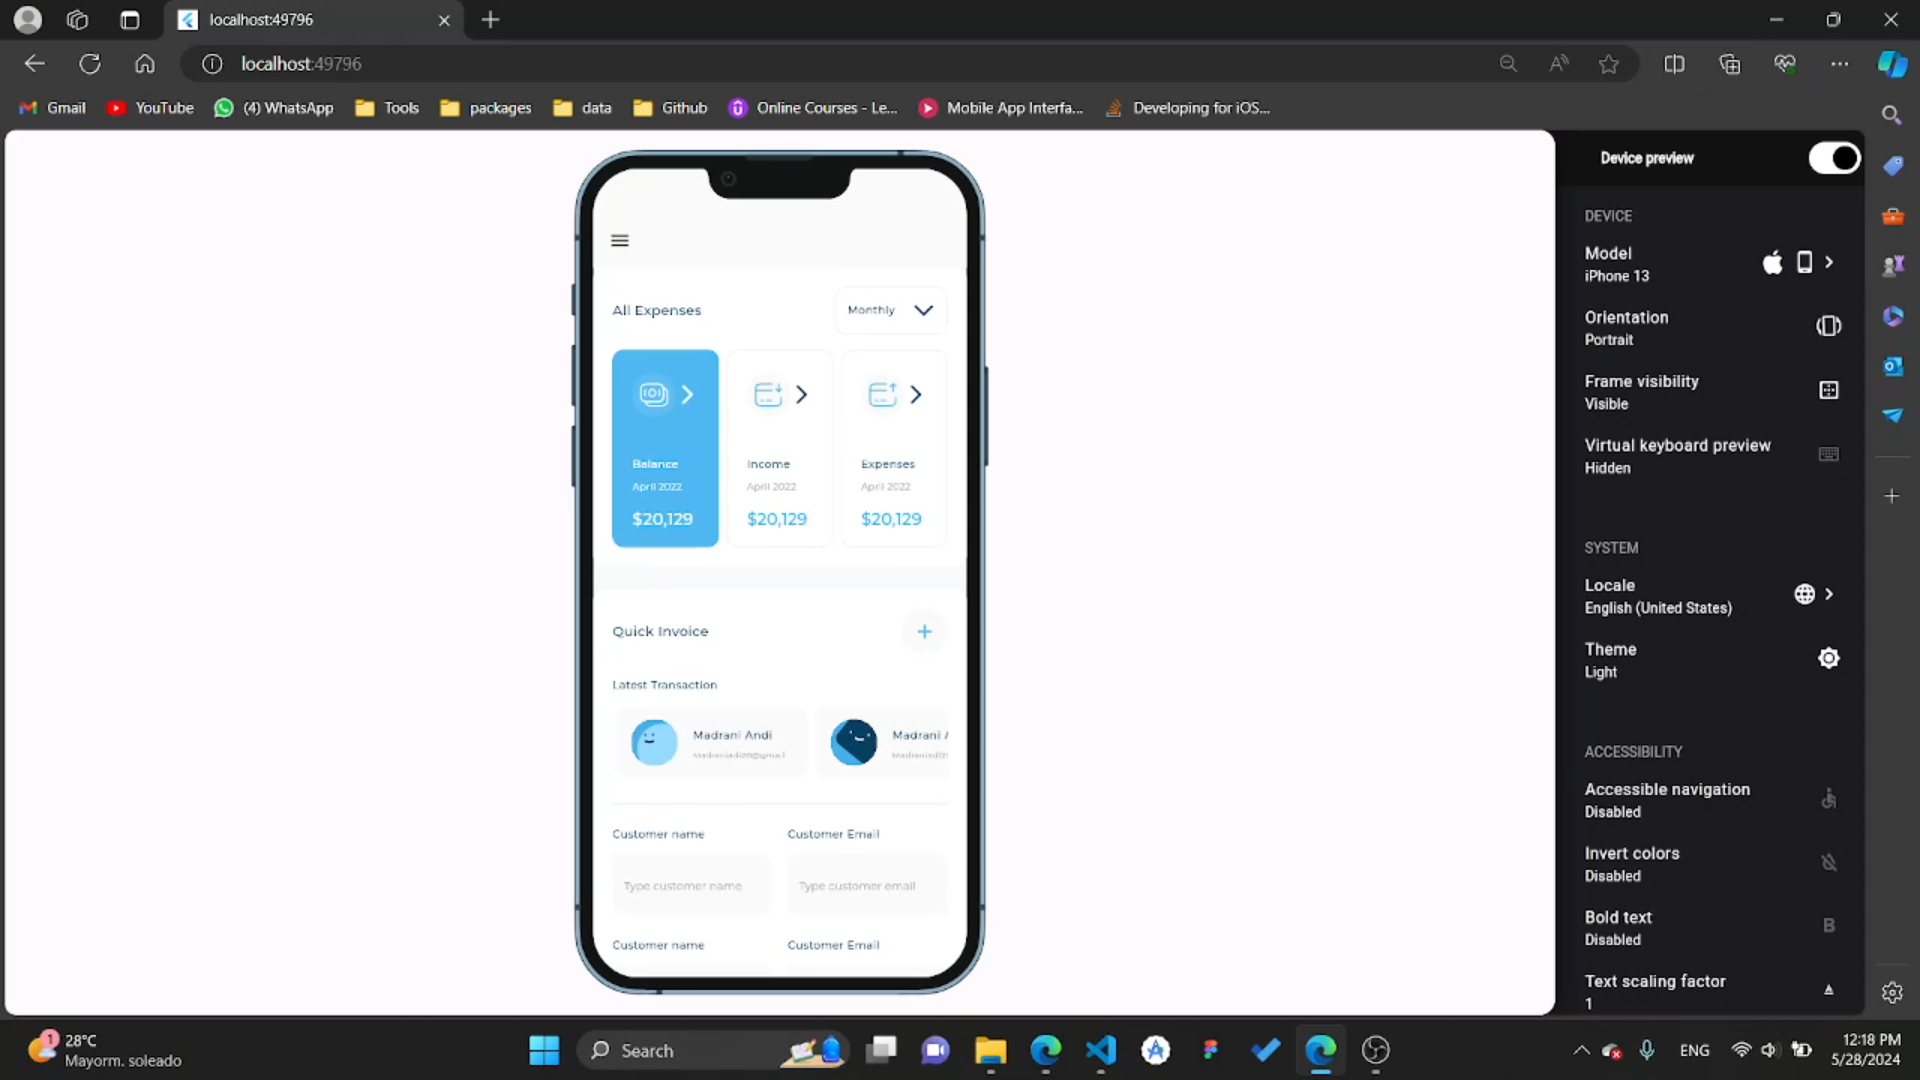 localhost:49796
localhost:49796
Gmail
YouTube
(4) WhatsApp
Tools
packages
data
Github
Online Courses - Le...
Mobile App Interfa...
Developing for iOS...
All Expenses
Monthly
Balance
April 2022
$20,129
Income
April 2022
$20,129
Expenses
April 2022
$20,129
Quick Invoice
Latest Transaction
Madrani Andi
Madraniadi20@gmail
Madrani
Customer name
Customer Email
Type customer name
Type customer email
Customer name
Customer Email
Device preview
DEVICE
Model
iPhone 13
Orientation
Portrait
Frame visibility
Visible
Virtual keyboard preview
Hidden
SYSTEM
Locale
English (United States)
Theme
Light
ACCESSIBILITY
Accessible navigation
Disabled
Invert colors
Disabled
Bold text
Disabled
B
Text scaling factor
1
1
28°C
Mayorm. soleado
Search
ENG
12:18 PM
5/28/2024